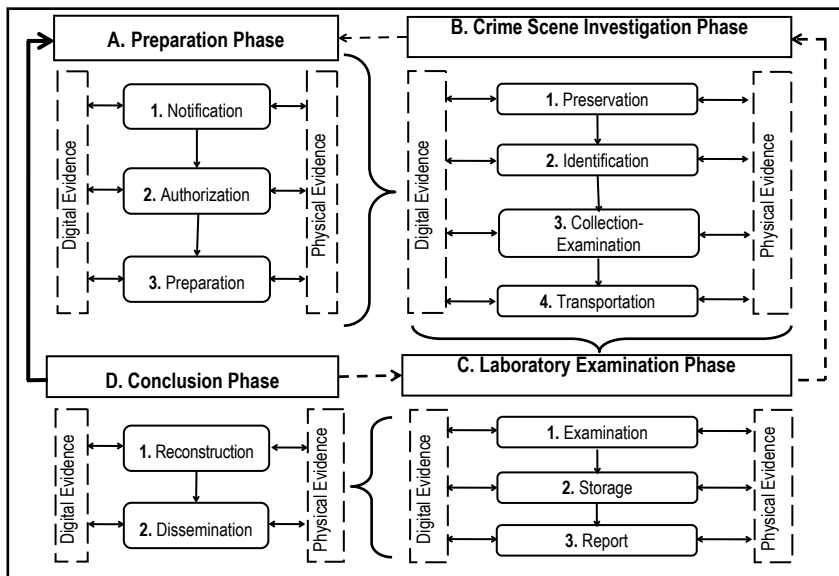 A. Preparation Phase
Digital Evidence
1. Notification
2. Authorization
3. Preparation
Physical Evidence
B. Crime Scene Investigation Phase
Digital Evidence
1. Preservation
2. Identification
3. Collection-
Examination
4. Transportation
Physical Evidence
D. Conclusion Phase
Digital Evidence
1. Reconstruction
2. Dissemination
Physical Evidence
C. Laboratory Examination Phase
Digital Evidence
1. Examination
2. Storage
3. Report
Physical Evidence